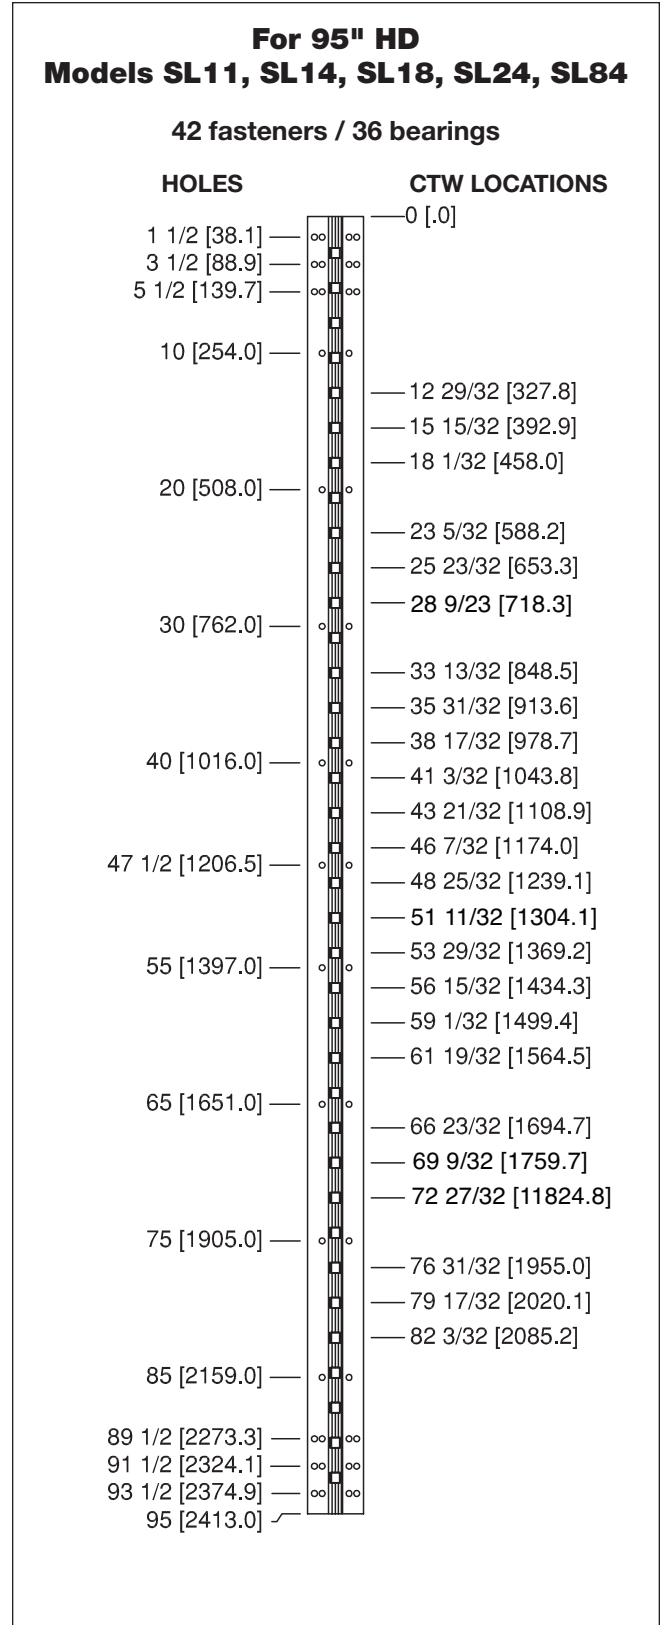 For 95" HD
Models SL11, SL14, SL18, SL24, SL84
42 fasteners / 36 bearings
HOLES
1 1/2 [38.1]
3 1/2 [88.9]
5 1/2 [139.7]
10 [254.0]
20 [508.0]
30 [762.0]
40 [1016.0]
47 1/2 [1206.5]
55 [1397.0]
65 [1651.0]
75 [1905.0]
85 [2159.0]
89 1/2 [2273.3]
91 1/2 [2324.1]
93 1/2 [2374.9]
95 [2413.0]
CTW LOCATIONS
0 [.0]
12 29/32 [327.8]
15 15/32 [392.9]
18 1/32 [458.0]
23 5/32 [588.2]
25 23/32 [653.3]
28 9/23 [718.3]
33 13/32 [848.5]
35 31/32 [913.6]
38 17/32 [978.7]
41 3/32 [1043.8]
43 21/32 [1108.9]
46 7/32 [1174.0]
48 25/32 [1239.1]
51 11/32 [1304.1]
53 29/32 [1369.2]
56 15/32 [1434.3]
59 1/32 [1499.4]
61 19/32 [1564.5]
66 23/32 [1694.7]
69 9/32 [1759.7]
72 27/32 [11824.8]
76 31/32 [1955.0]
79 17/32 [2020.1]
82 3/32 [2085.2]